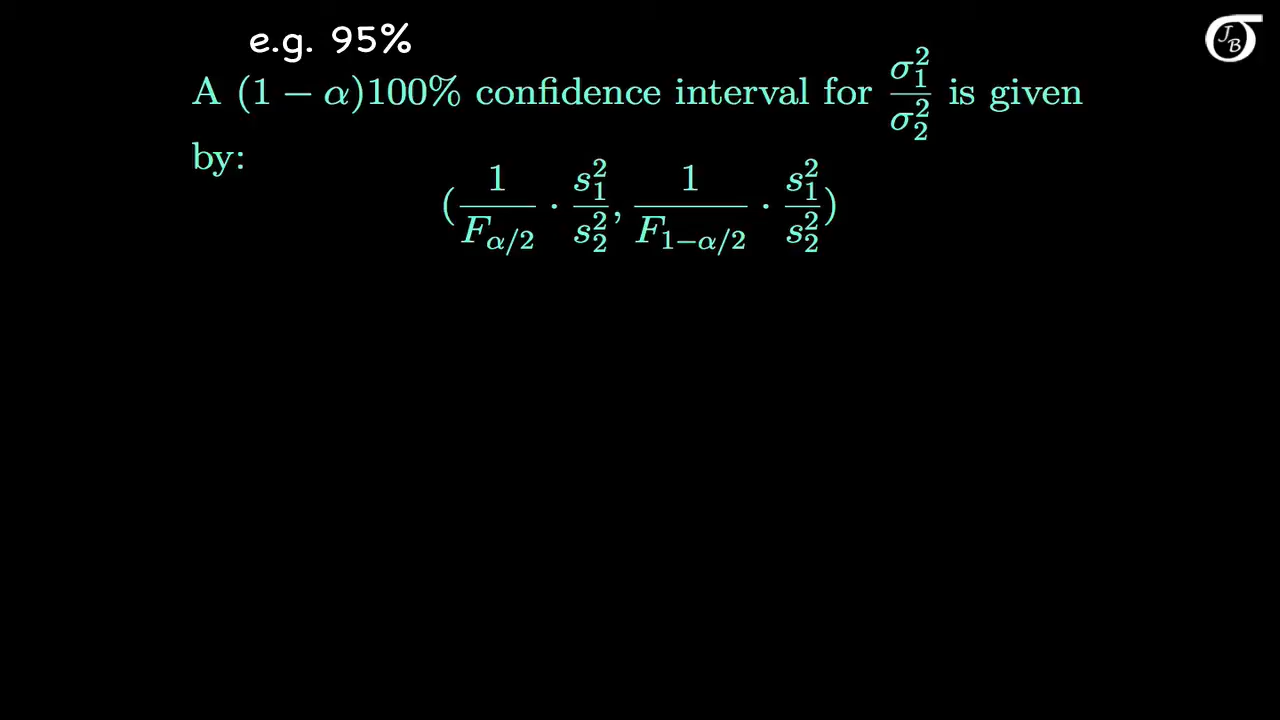 e.g. 95%
A (1 − α)100% confidence interval for σ₁²/σ₂² is given
by:
(1/F_{α/2} · s₁²/s₂², 1/F_{1−α/2} · s₁²/s₂²)
JB